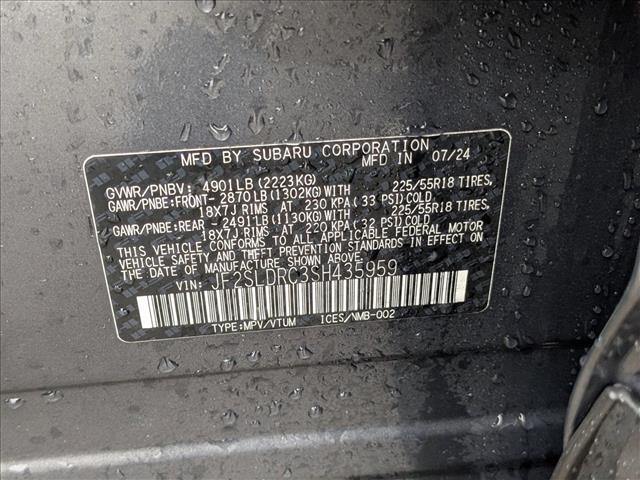 MFD BY SUBARU CORPORATION
MFD IN 07/24
GVWR/PNBV: 4901LB(2223KG)
GAWR/PNBE:FRONT- 2870LB(1302KG)WITH 225/55R18 TIRES,
18X7J RIMS AT 230 KPA(33 PSI)COLD
GAWR/PNBE:REAR -2491LB(1130KG)WITH 225/55R18 TIRES,
18X7J RIMS AT 220 KPA(32 PSI)COLD.
THIS VEHICLE CONFORMS TO ALL APPLICABLE FEDERAL MOTOR
VEHICLE SAFETY AND THEFT PREVENTION STANDARDS IN EFFECT ON
THE DATE OF MANUFACTURE SHOWN ABOVE.
VIN: JF2SLDRC3SH435959
TYPE:MPV/VTUM ICES/NMB-002